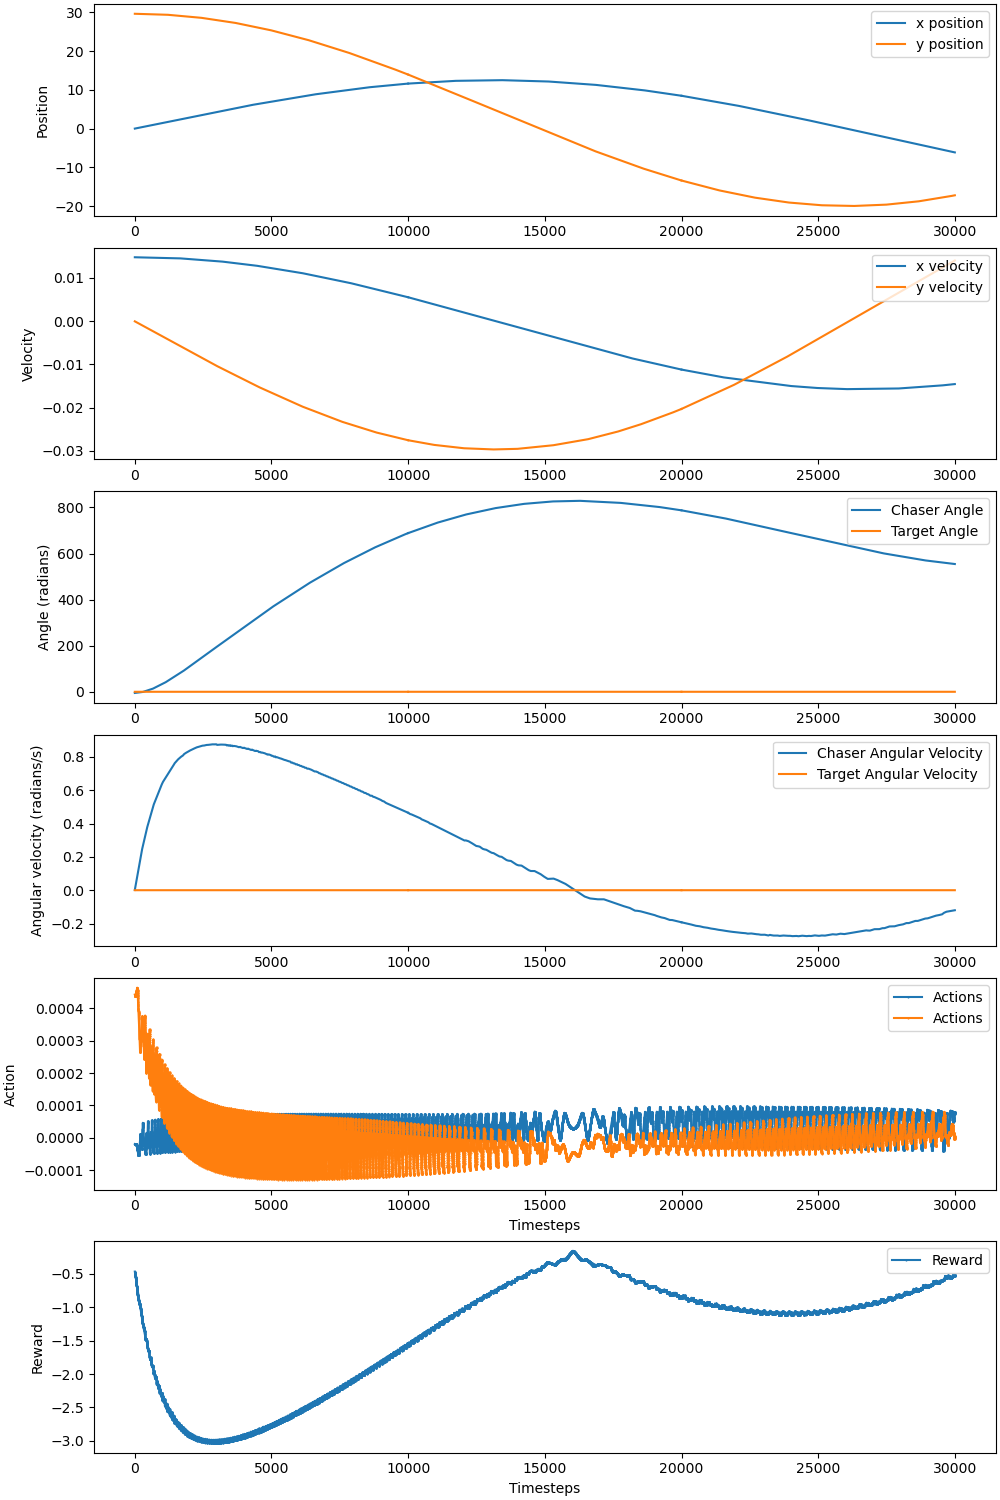 30
20
10
0
−10
−20
Position
x position
y position
0 5000 10000 15000 20000 25000 30000
0.01
0.00
−0.01
−0.02
−0.03
Velocity
x velocity
y velocity
0 5000 10000 15000 20000 25000 30000
800
600
400
200
0
Angle (radians)
Chaser Angle
Target Angle
0 5000 10000 15000 20000 25000 30000
0.8
0.6
0.4
0.2
0.0
−0.2
Angular velocity (radians/s)
Chaser Angular Velocity
Target Angular Velocity
0 5000 10000 15000 20000 25000 30000
0.0004
0.0003
0.0002
0.0001
0.0000
−0.0001
Action
Actions
Actions
0 5000 10000 15000 20000 25000 30000
Timesteps
−0.5
−1.0
−1.5
−2.0
−2.5
−3.0
Reward
Reward
0 5000 10000 15000 20000 25000 30000
Timesteps